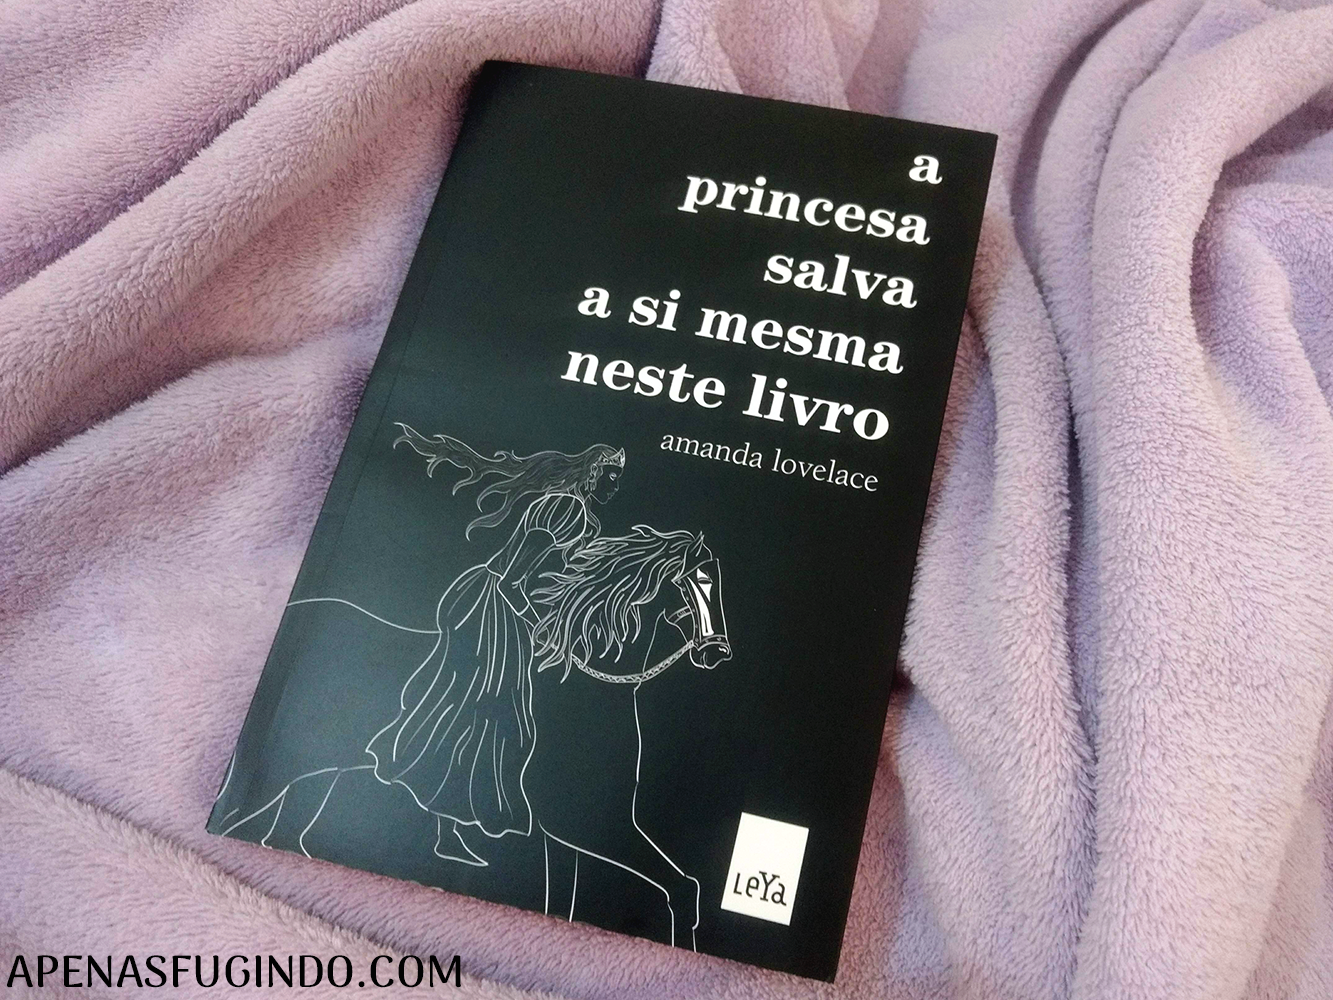 a
princesa
salva
a si mesma
neste livro
amanda lovelace
LeYa
APENASFUGINDO.COM